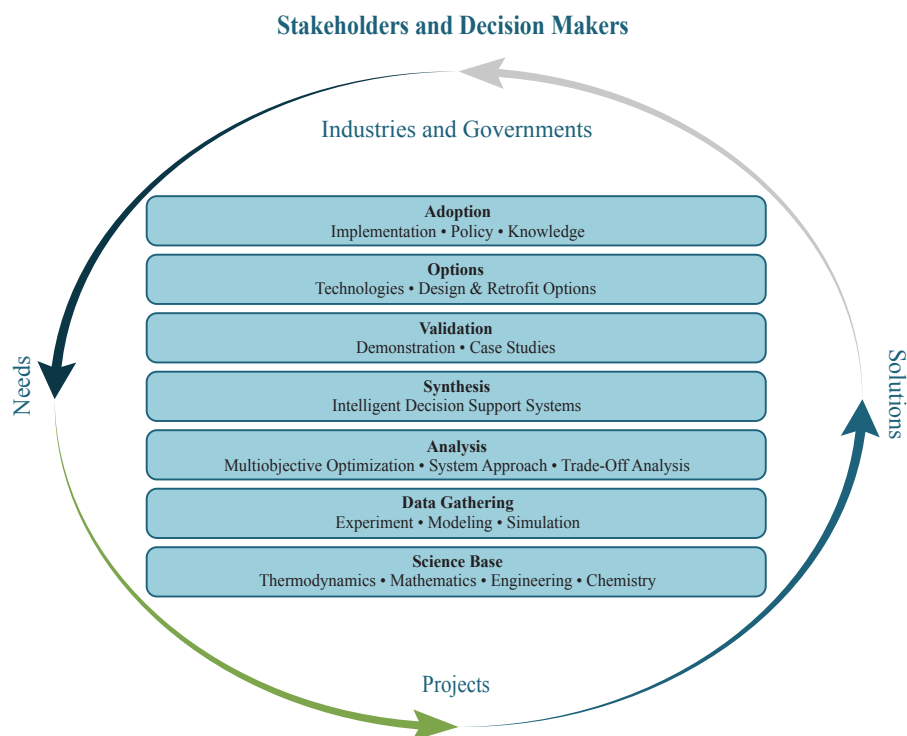 Stakeholders and Decision Makers
Industries and Governments
Adoption
Implementation • Policy • Knowledge
Options
Technologies • Design & Retrofit Options
Validation
Demonstration • Case Studies
Needs
Solutions
Synthesis
Intelligent Decision Support Systems
Analysis
Multiobjective Optimization • System Approach • Trade-Off Analysis
Data Gathering
Experiment • Modeling • Simulation
Science Base
Thermodynamics • Mathematics • Engineering • Chemistry
Projects